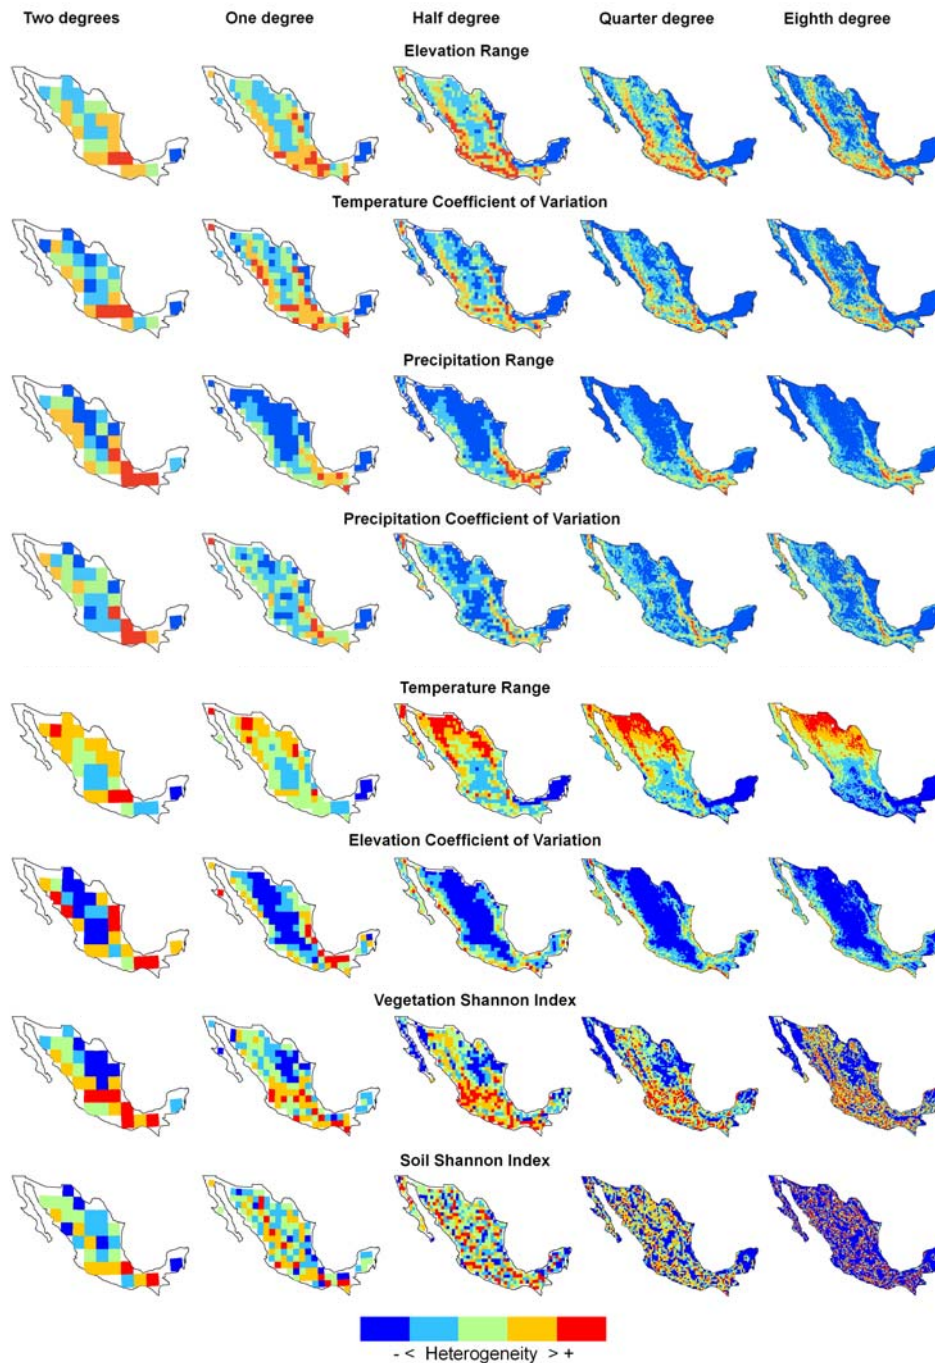 Two degrees One degree Half degree Quarter degree Eighth degree
Elevation Range
Temperature Coefficient of Variation
Precipitation Range
Precipitation Coefficient of Variation
Temperature Range
Elevation Coefficient of Variation
Vegetation Shannon Index
Soil Shannon Index
- < Heterogeneity > +